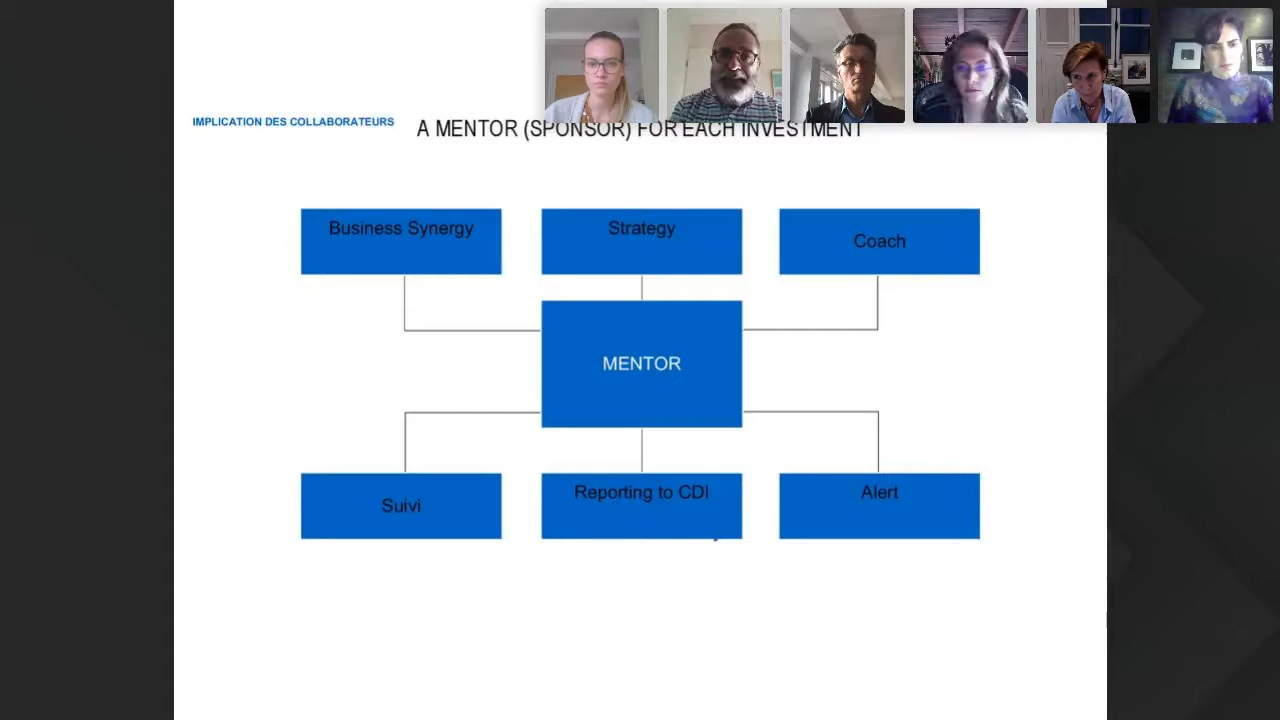 IMPLICATION DES COLLABORATEURS
A MENTOR (SPONSOR) FOR EACH INVESTMENT
Business Synergy
Strategy
Coach
MENTOR
Suivi
Reporting to CDI
Alert